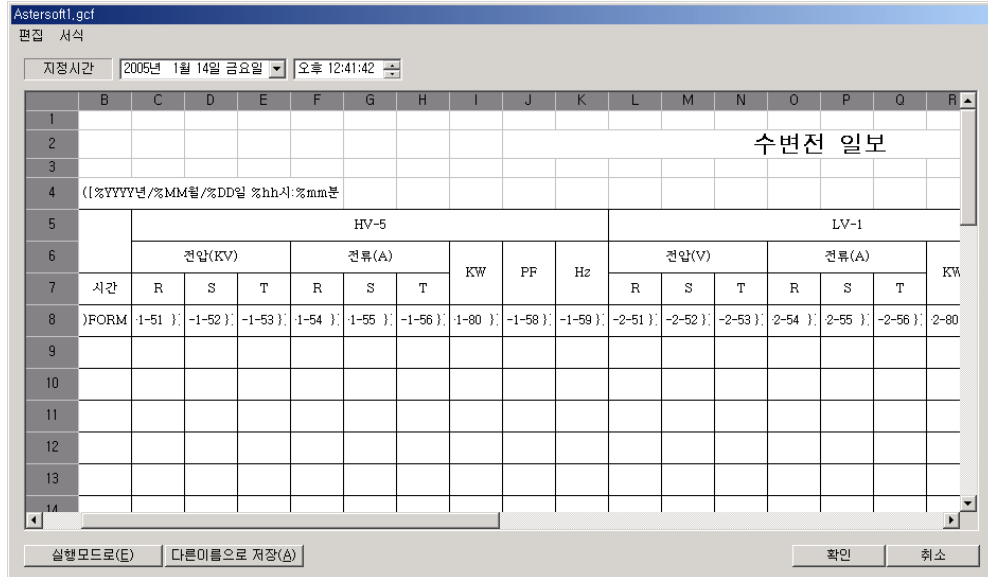 Astersoft1.gcf
편집 서식
지정시간 2005년 1월 14일 금요일 오후 12:41:42
B C D E F G H I J K L M N O P Q R
1
2 수변전 일보
3
4 ([%YYYY년/%MM월/%DD일 %hh시:%mm분
5 HV-5 LV-1
6 전압(KV) 전류(A) KW PF Hz 전압(V) 전류(A) KW
7 시간 R S T R S T R S T R S T
8 )FORM -1-51 }) -1-52 }) -1-53 }) -1-54 }) -1-55 }) -1-56 }) -1-80 }) -1-58 }) -1-59 }) -2-51 }) -2-52 }) -2-53 }) -2-54 }) -2-55 }) -2-56 }) -2-80
9
10
11
12
13
14
실행모드로(E) 다른이름으로 저장(A) 확인 취소